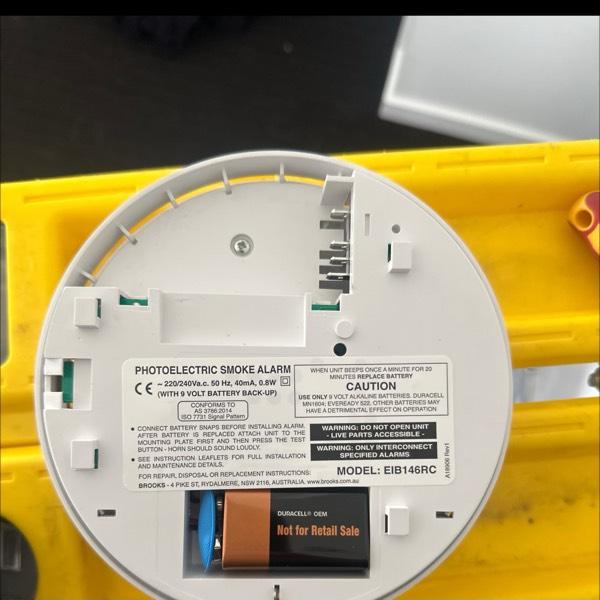 PHOTOELECTRIC SMOKE ALARM
CE ~ 220/240Va.c. 50 Hz, 40mA, 0.8W
(WITH 9 VOLT BATTERY BACK-UP)
CONFORMS TO
AS 3786:2014
ISO 7731 Signal Pattern
• CONNECT BATTERY SNAPS BEFORE INSTALLING ALARM.
AFTER BATTERY IS REPLACED ATTACH UNIT TO THE
MOUNTING PLATE FIRST AND THEN PRESS THE TEST
BUTTON - HORN SHOULD SOUND LOUDLY.
• SEE INSTRUCTION LEAFLETS FOR FULL INSTALLATION
AND MAINTENANCE DETAILS.
FOR REPAIR, DISPOSAL OR REPLACEMENT INSTRUCTIONS:
BROOKS - 4 PIKE ST, RYDALMERE, NSW 2116, AUSTRALIA. www.brooks.com.au
WHEN UNIT BEEPS ONCE A MINUTE FOR 20
MINUTES REPLACE BATTERY
CAUTION
USE ONLY 9 VOLT ALKALINE BATTERIES. DURACELL
MN1604; EVEREADY 522, OTHER BATTERIES MAY
HAVE A DETRIMENTAL EFFECT ON OPERATION
WARNING: DO NOT OPEN UNIT
- LIVE PARTS ACCESSIBLE -
WARNING: ONLY INTERCONNECT
SPECIFIED ALARMS
MODEL: EIB146RC
A18906 Rev1
DURACELL® OEM
Not for Retail Sale